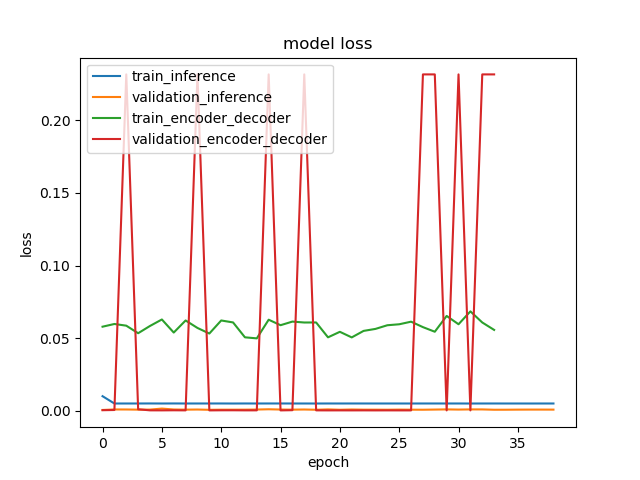 model loss
train_inference
validation_inference
train_encoder_decoder
validation_encoder_decoder
loss
0.20
0.15
0.10
0.05
0.00
0 5 10 15 20 25 30 35
epoch